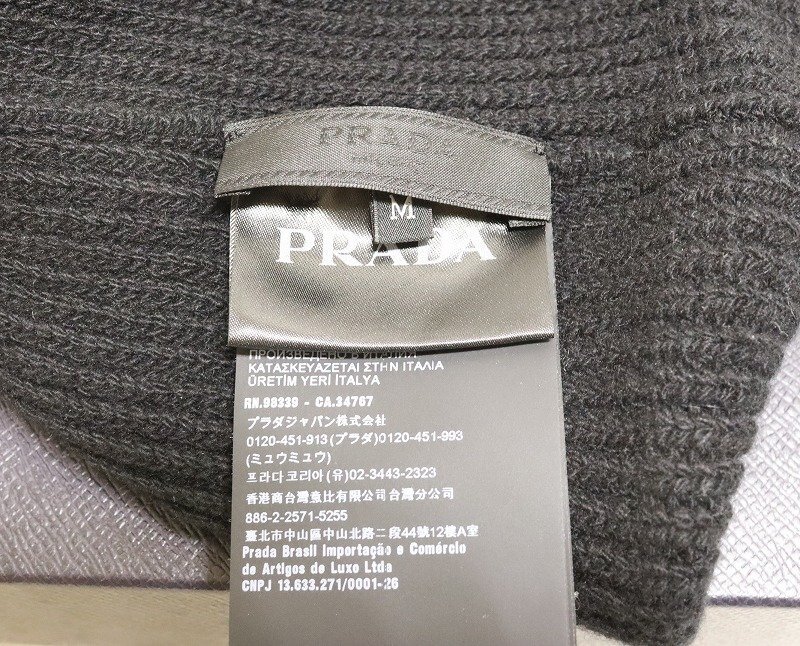 PRADA
M
PRADA
ПРОИЗВЕДЕНО В ИТАЛИИ
ΚΑΤΑΣΚΕΥΑΖΕΤΑΙ ΣΤΗΝ ΙΤΑΛΙΑ
ÜRETİM YERİ İTALYA
RN.98339 - CA.34767
プラダジャパン株式会社
0120-451-913(プラダ)0120-451-993
(ミュウミュウ)
프라다코리아(유)02-3443-2323
香港商台灣魚比有限公司台灣分公司
886-2-2571-5255
臺北市中山區中山北路二段44號12樓A室
Prada Brasil Importação e Comércio
de Artigos de Luxo Ltda
CNPJ 13.633.271/0001-26